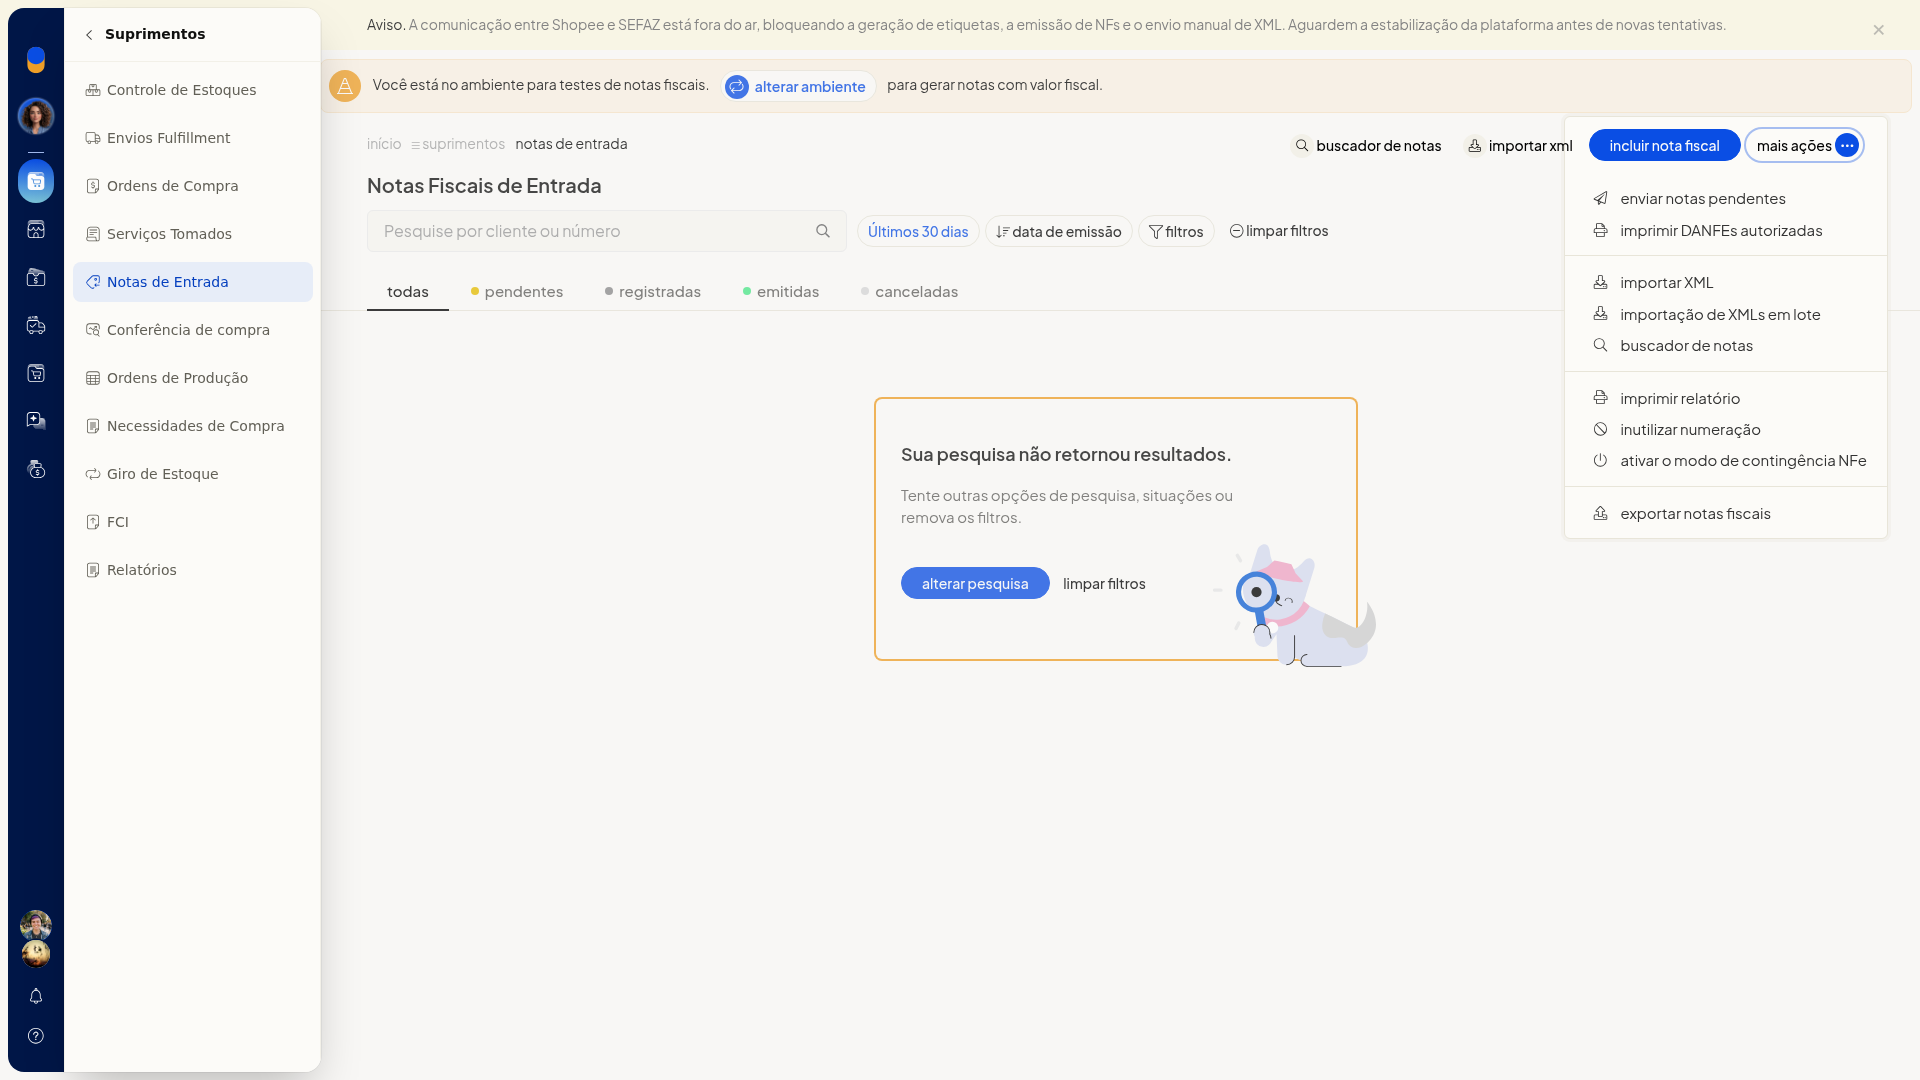 Aviso. A comunicação entre Shopee e SEFAZ está fora do ar, bloqueando a geração de etiquetas, a emissão de NFs e o envio manual de XML. Aguardem a estabilização da plataforma antes de novas tentativas.
Suprimentos
Controle de Estoques
Envios Fulfillment
Ordens de Compra
Serviços Tomados
Notas de Entrada
Conferência de compra
Ordens de Produção
Necessidades de Compra
Giro de Estoque
FCI
Relatórios
Você está no ambiente para testes de notas fiscais. alterar ambiente para gerar notas com valor fiscal.
início suprimentos notas de entrada
buscador de notas importar xml incluir nota fiscal mais ações
Notas Fiscais de Entrada
Pesquise por cliente ou número Últimos 30 dias data de emissão filtros limpar filtros
todas pendentes registradas emitidas canceladas
Sua pesquisa não retornou resultados.
Tente outras opções de pesquisa, situações ou
remova os filtros.
alterar pesquisa limpar filtros
enviar notas pendentes
imprimir DANFEs autorizadas
importar XML
importação de XMLs em lote
buscador de notas
imprimir relatório
inutilizar numeração
ativar o modo de contingência NFe
exportar notas fiscais